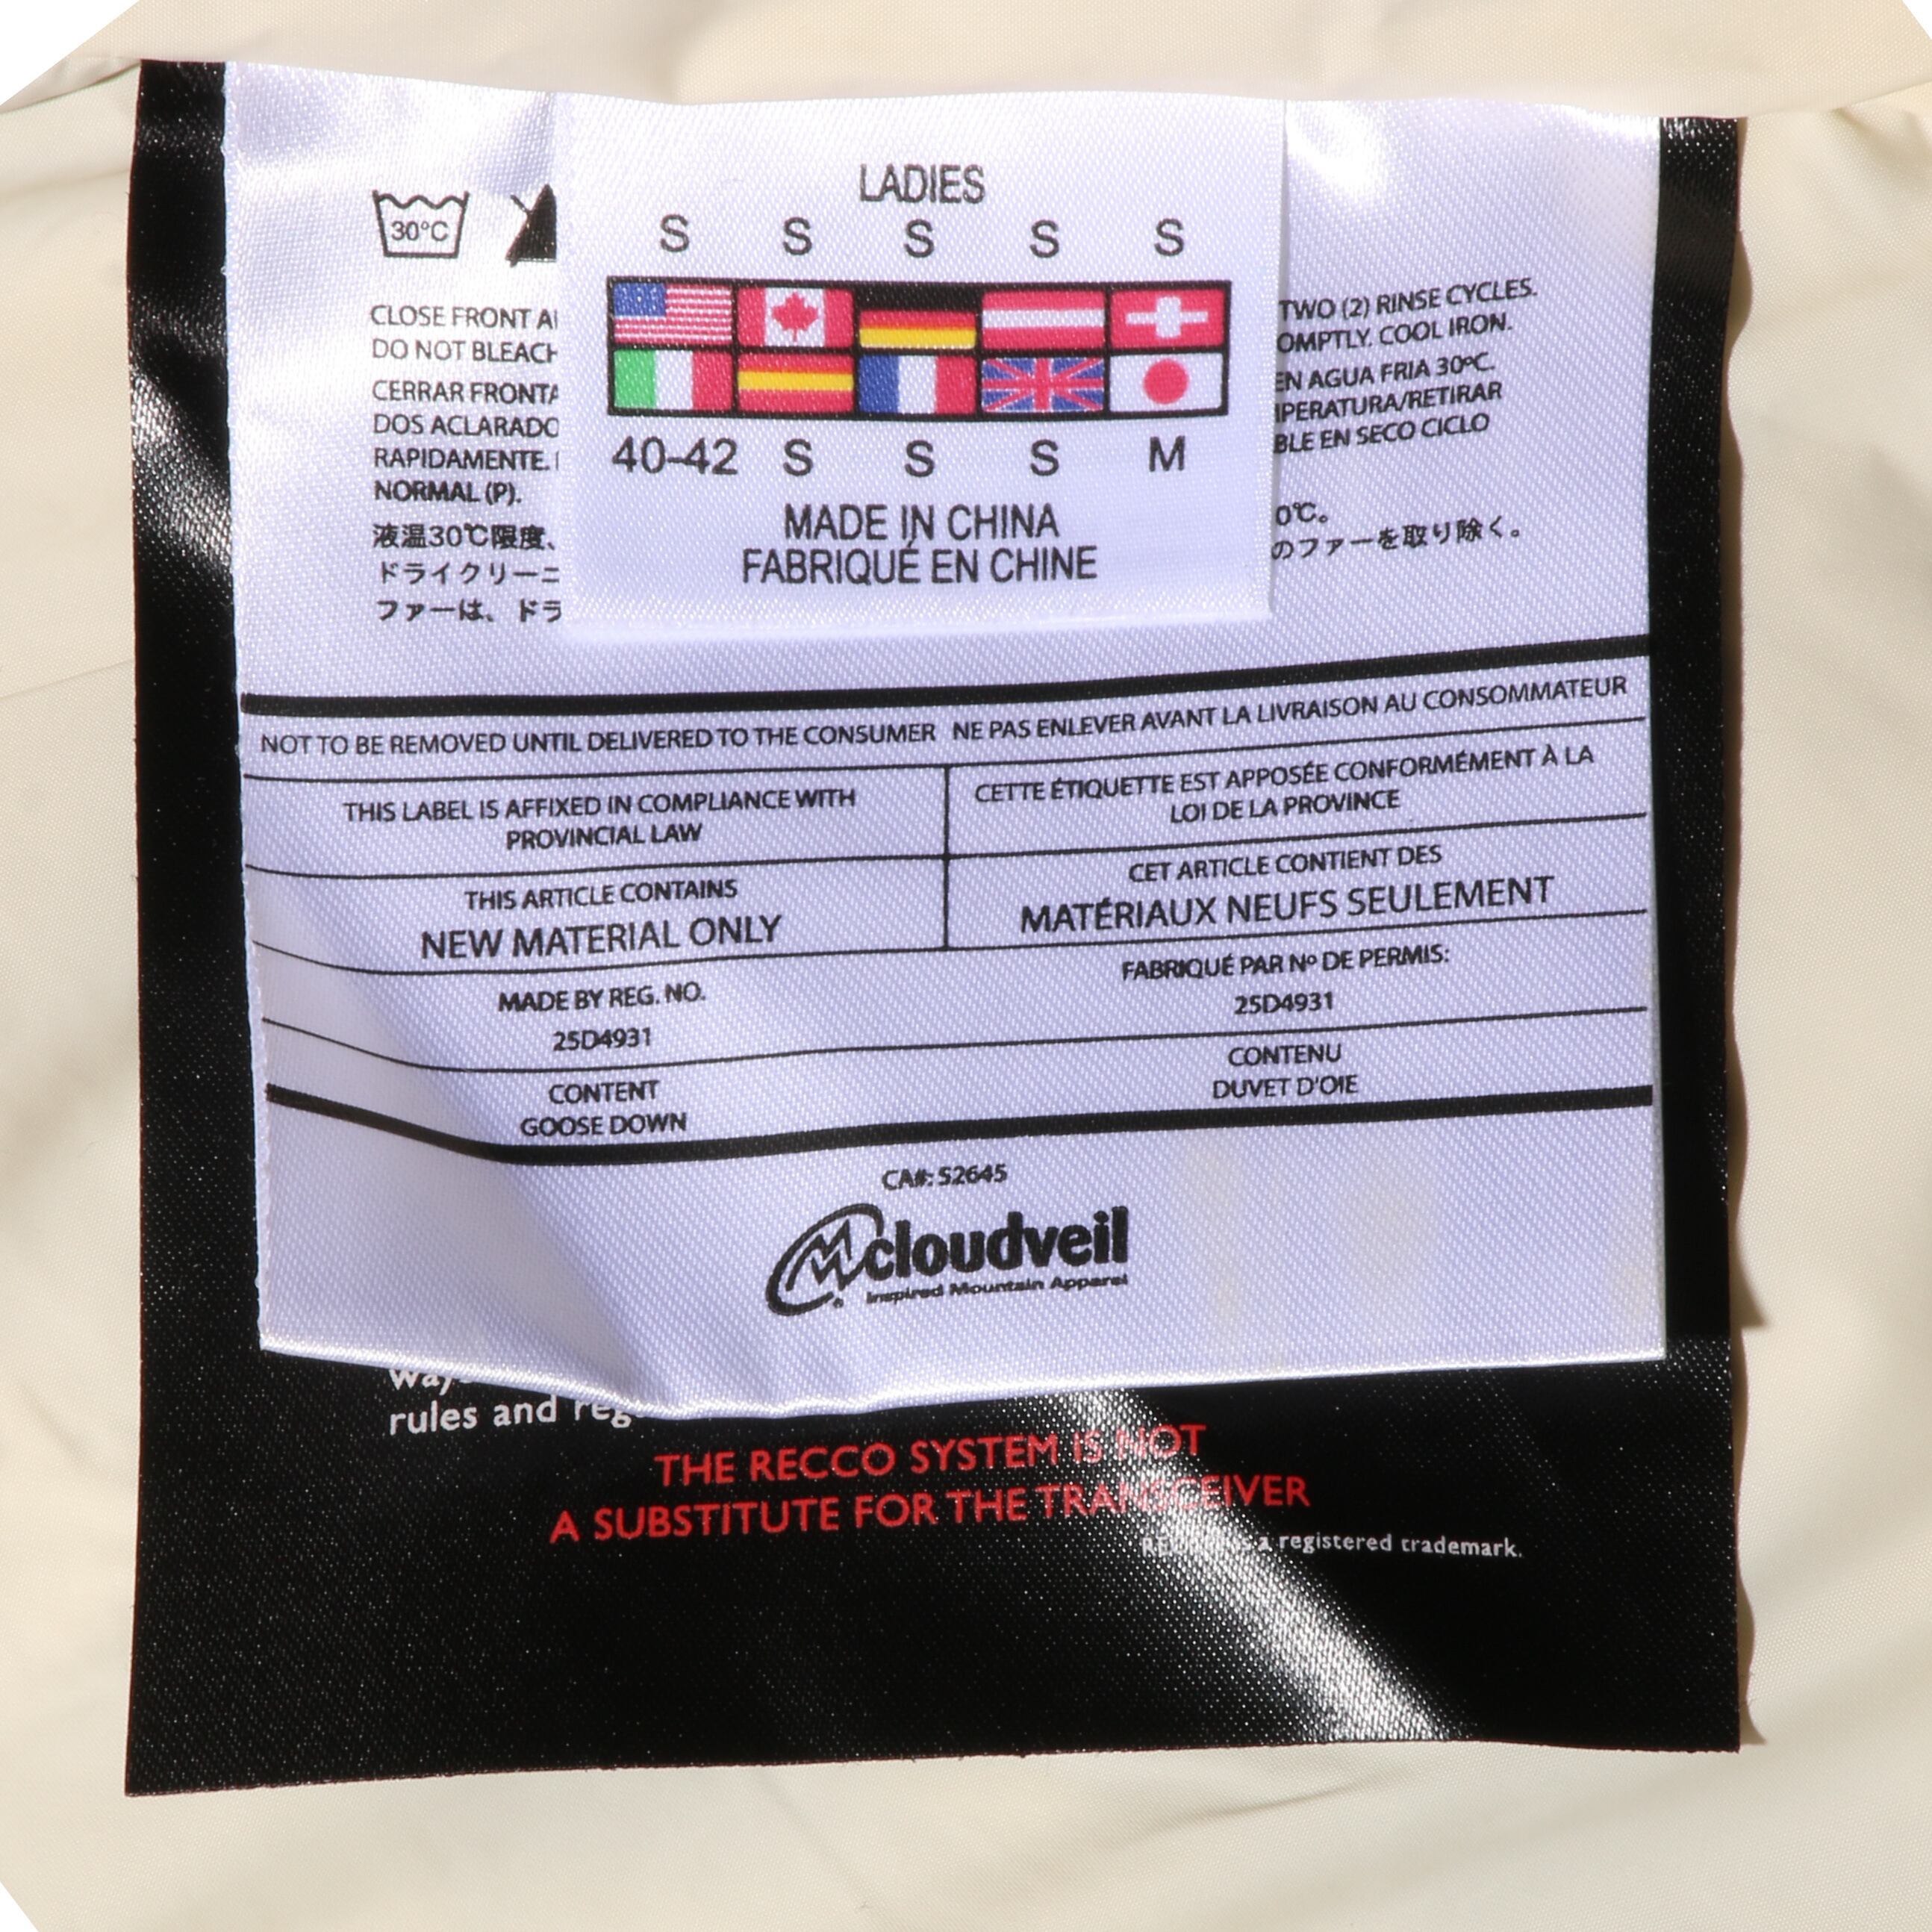 LADIES
S S S S S
40-42 S S S M
MADE IN CHINA
FABRIQUÉ EN CHINE
30°C
CLOSE FRONT
DO NOT BLEACH
CERRAR
DOS
RAPIDAMENTE.
NORMAL (P).
液温30℃限度、
ドライクリーニ
ファーは、ドラ
TWO (2) RINSE CYCLES.
OMPTLY. COOL IRON.
EN AGUA FRIA 30ºC.
PERATURA/RETIRAR
BLE EN SECO CICLO
0℃。
のファーを取り除く。
NOT TO BE REMOVED UNTIL DELIVERED TO THE CONSUMER NE PAS ENLEVER AVANT LA LIVRAISON AU CONSOMMATEUR
THIS LABEL IS AFFIXED IN COMPLIANCE WITH
PROVINCIAL LAW
CETTE ÉTIQUETTE EST APPOSÉE CONFORMÉMENT À LA
LOI DE LA PROVINCE
THIS ARTICLE CONTAINS
NEW MATERIAL ONLY
CET ARTICLE CONTIENT DES
MATÉRIAUX NEUFS SEULEMENT
MADE BY REG. NO.
25D4931
FABRIQUÉ PAR Nº DE PERMIS:
25D4931
CONTENT
GOOSE DOWN
CONTENU
DUVET D'OIE
CA#: 52645
cloudveil
Inspired Mountain Apparel
rules and reg
THE RECCO SYSTEM IS NOT
A SUBSTITUTE FOR THE TRANSCEIVER
a registered trademark.